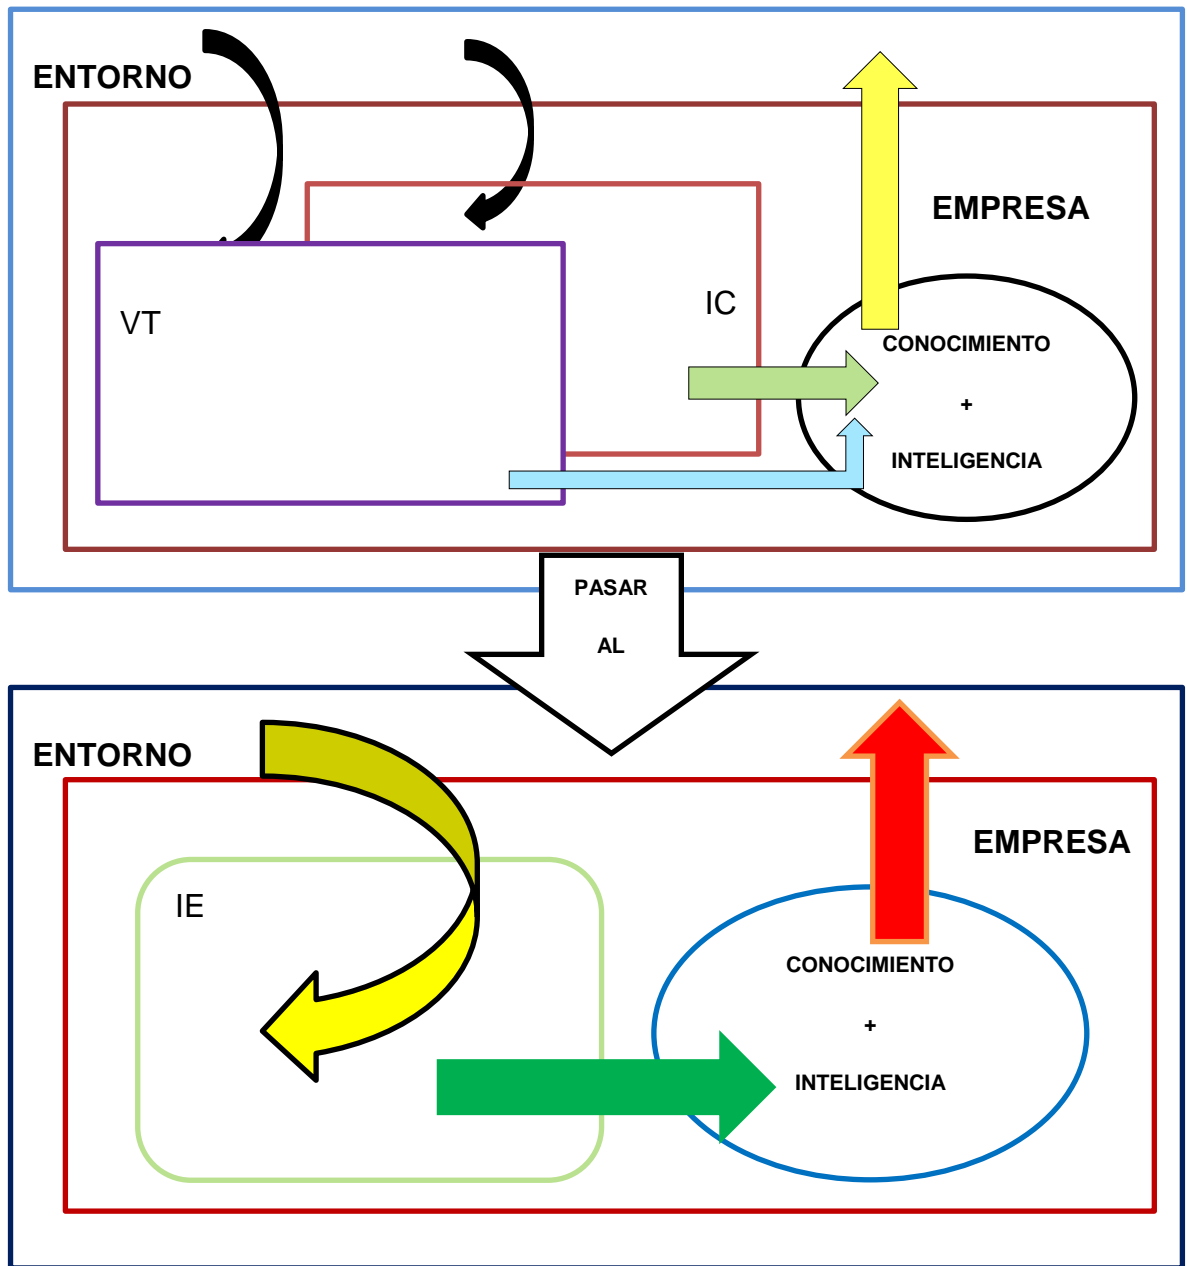 ENTORNO
EMPRESA
IC
VT
CONOCIMIENTO
+
INTELIGENCIA
PASAR
AL
ENTORNO
EMPRESA
IE
CONOCIMIENTO
+
INTELIGENCIA